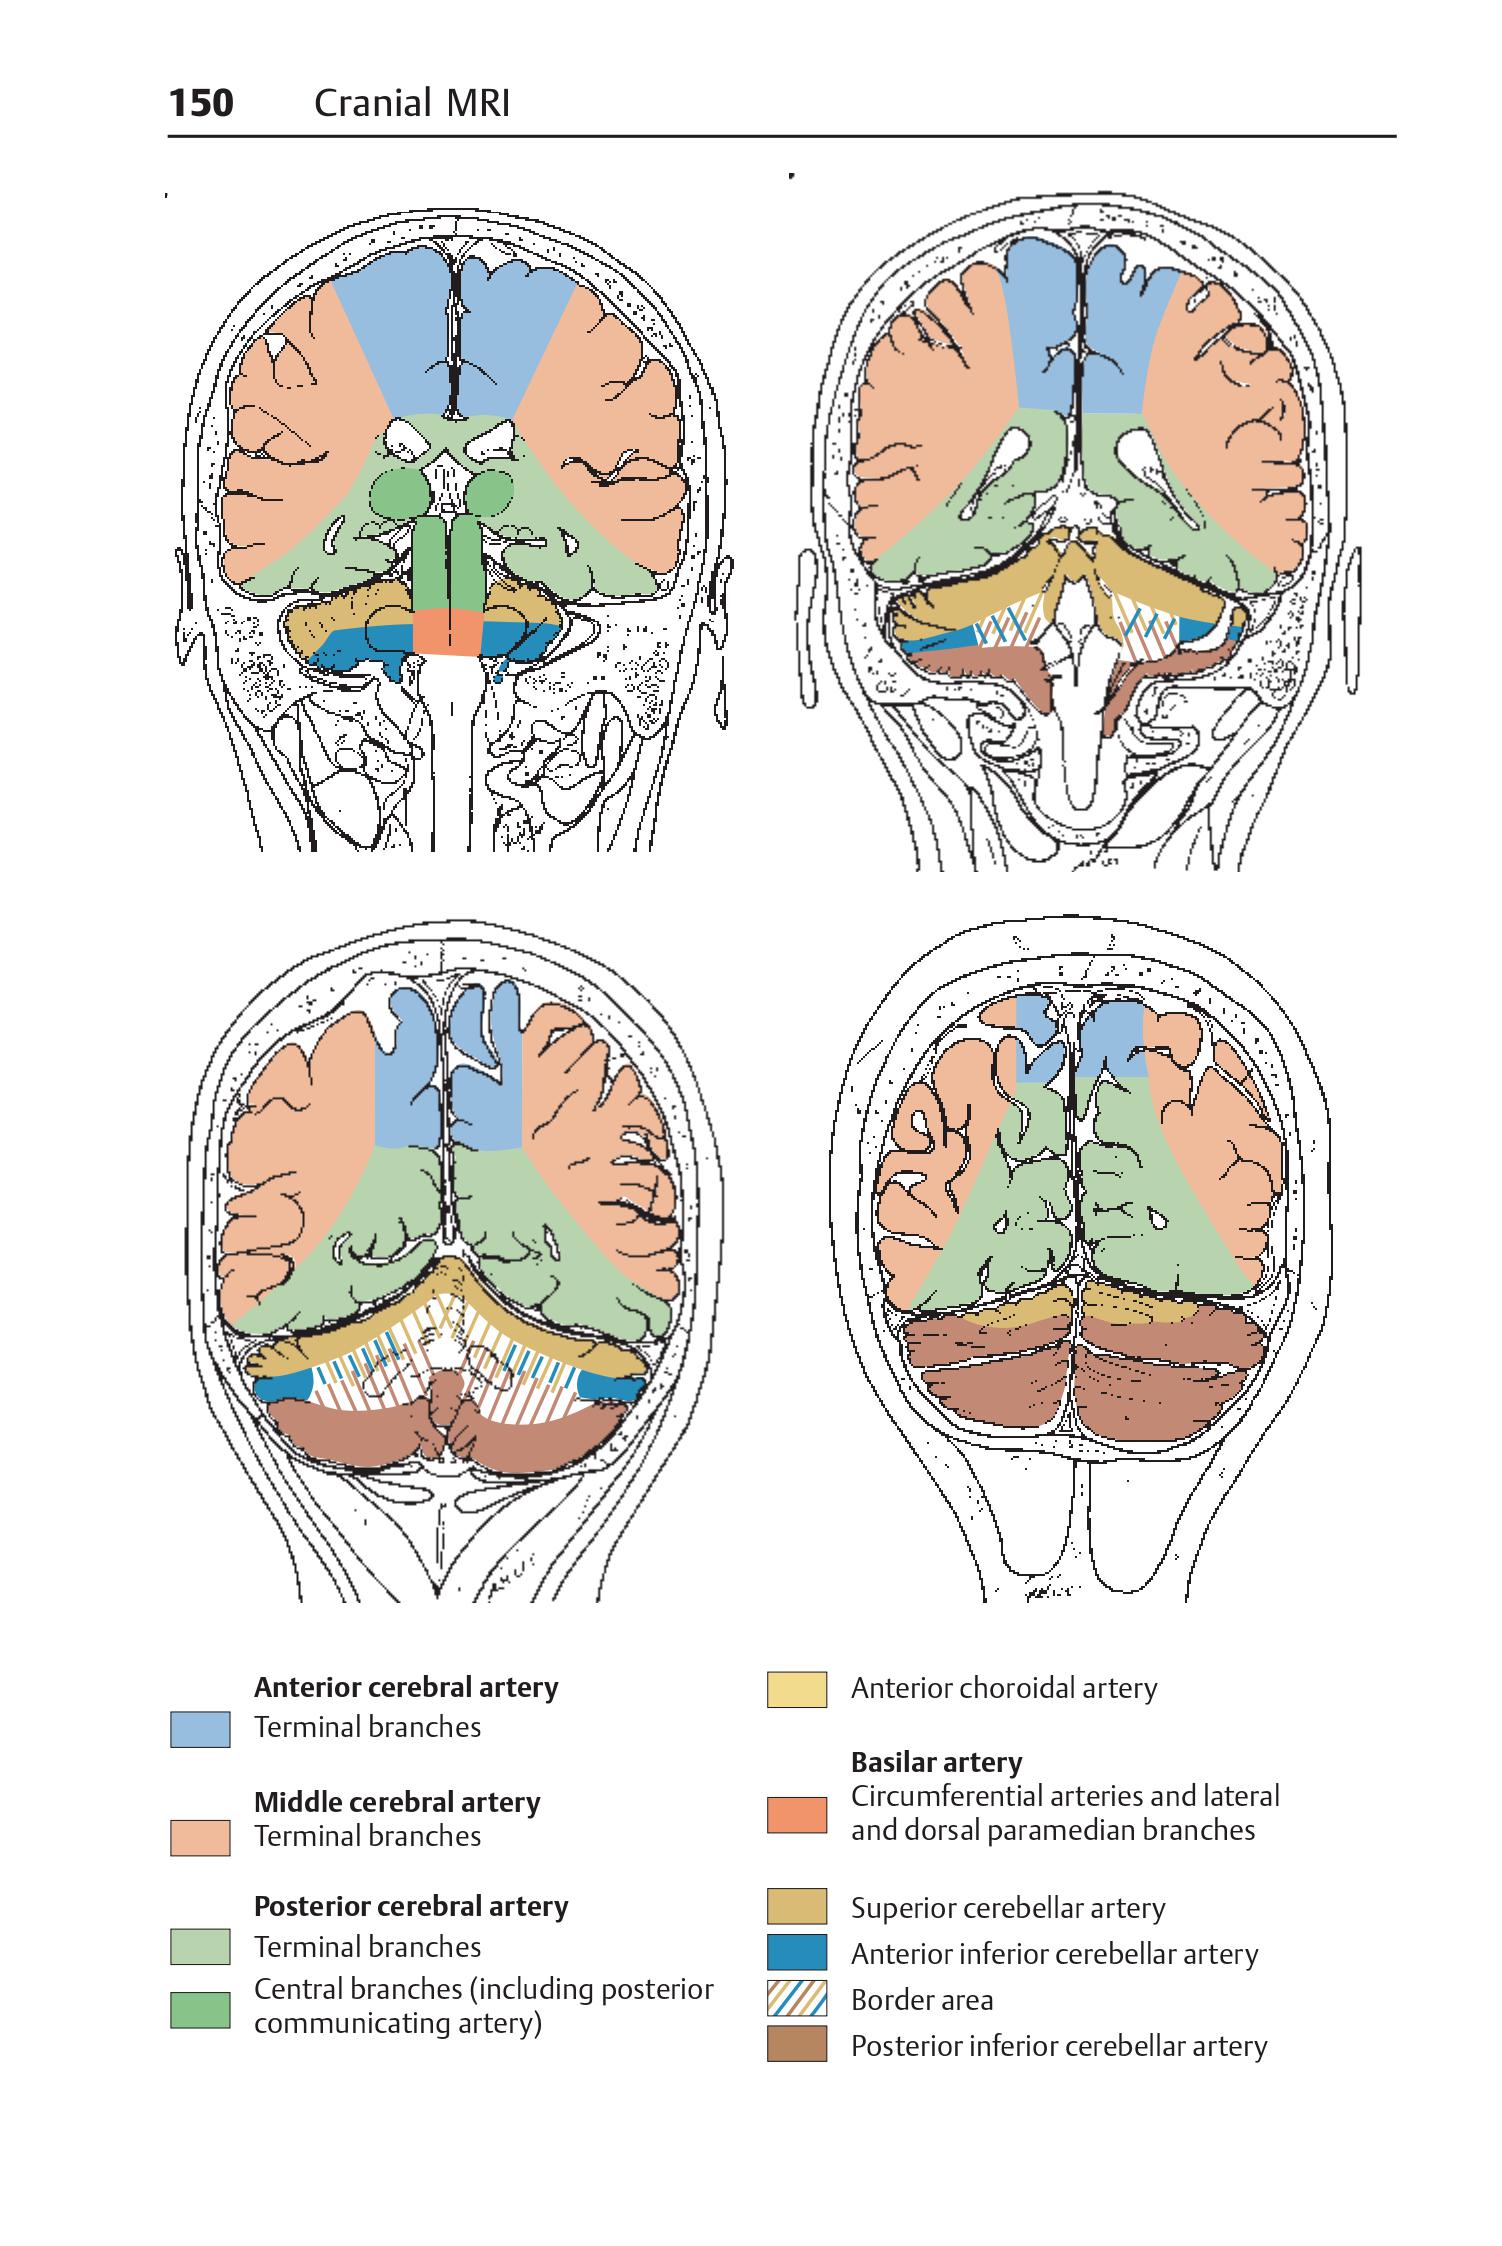 150 Cranial MRI
Anterior cerebral artery
Terminal branches
Middle cerebral artery
Terminal branches
Posterior cerebral artery
Terminal branches
Central branches (including posterior
communicating artery)
Anterior choroidal artery
Basilar artery
Circumferential arteries and lateral
and dorsal paramedian branches
Superior cerebellar artery
Anterior inferior cerebellar artery
Border area
Posterior inferior cerebellar artery